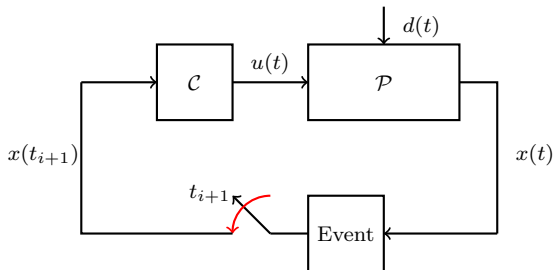 d(t)
u(t)
C
P
x(t_{i+1})
x(t)
t_{i+1}
Event